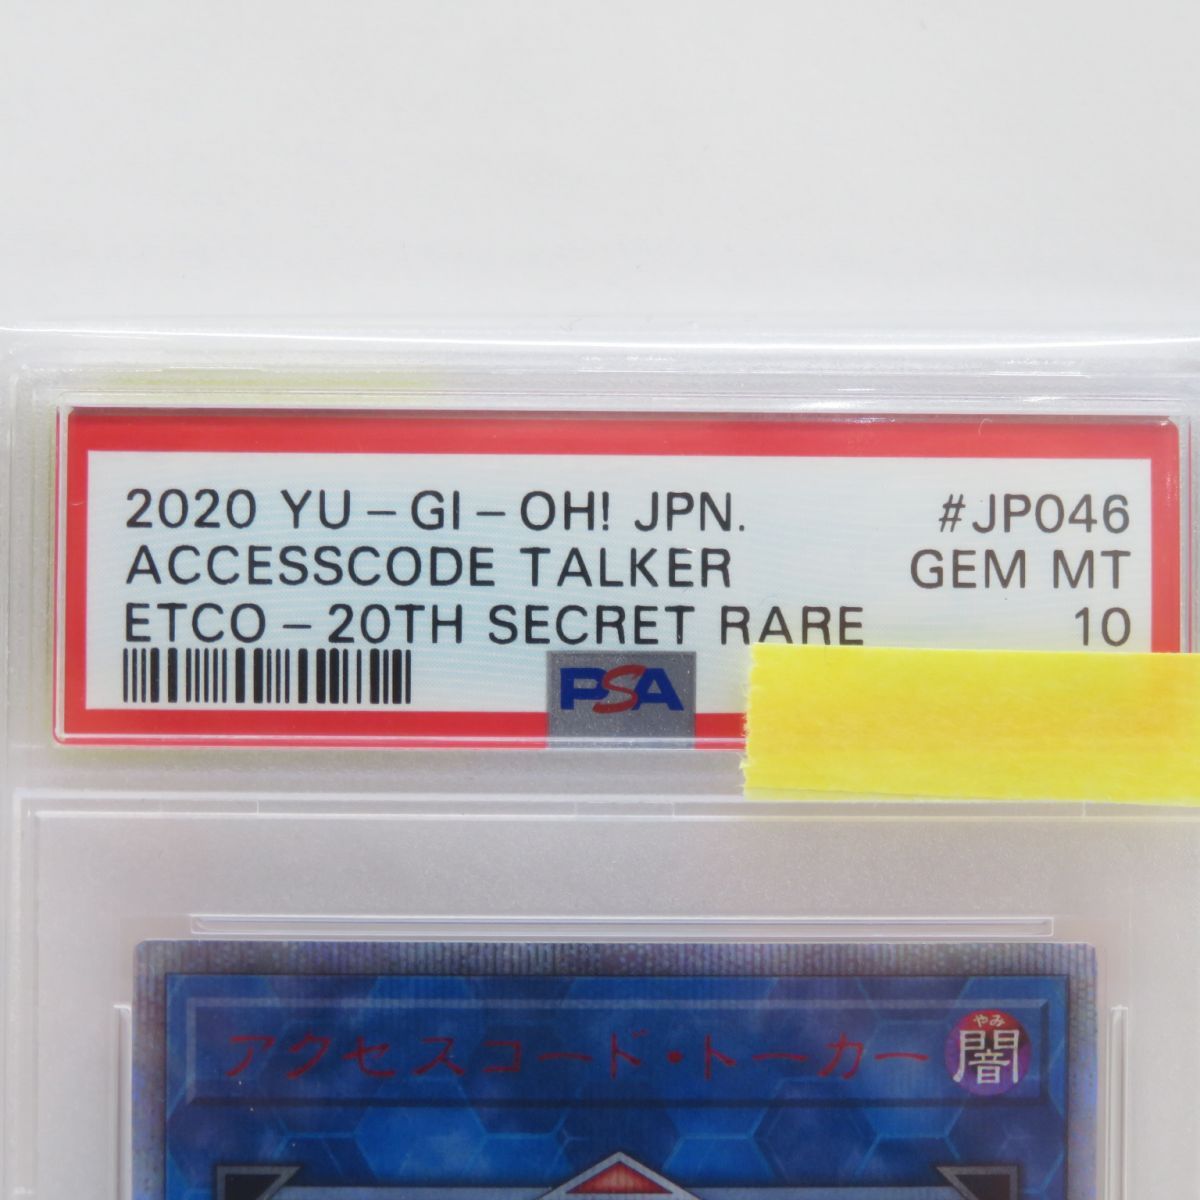 2020 YU-GI-OH! JPN. #JP046
ACCESSCODE TALKER GEM MT
ETCO-20TH SECRET RARE 10
PSA
アクセスコード・トーカー
やみ
闇